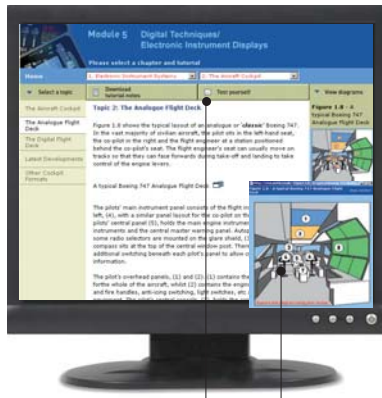 Module 5 Digital Techniques/
Electronic Instrument Displays
Please select a chapter and tutorial
Home
1. Electronic Instrument Systems
2. The Aircraft Cockpit
Select a topic
Download
tutorial notes
Test yourself
View diagrams
The Aircraft Cockpit
The Analogue Flight
Deck
The Digital Flight
Deck
Latest Developments
Other Cockpit
Formats
Topic 2: The Analogue Flight Deck
Figure 1.8 shows the typical layout of an analogue or 'classic' Boeing 747.
In the vast majority of civilian aircraft, the pilot sits in the left-hand seat,
the co-pilot in the right and the flight engineer at a station positioned
behind the co-pilot's seat. The flight engineer's seat can usually move on
tracks so that they can face forwards during take-off and landing to take
control of the engine levers.
A typical Boeing 747 Analogue Flight Deck
The pilots' main instrument panel consists of the flight
left, (4), with a similar panel layout for the co-pilot on the
pilots' central panel (5), holds the main engine
instruments and the central master warning panel.
some radio selectors are mounted on the glare shield,
compass sits at the top of the central window post. There
additional switching beneath each pilot's panel to allow
information.
The pilot's overhead panels, (1) and (2) (1) contains the
for the whole of the aircraft, whilst (2) contains the engine
and fire handles, anti-icing switching, light switches, etc.
Figure 1.8 - A
typical Boeing 747
Analogue Flight
Deck